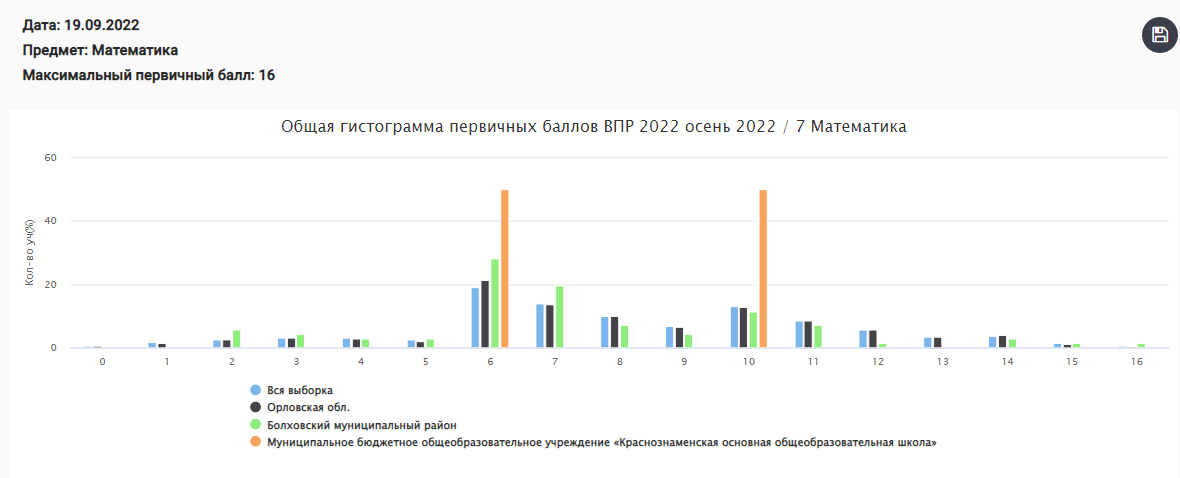 Дата: 19.09.2022
Предмет: Математика
Максимальный первичный балл: 16
Общая гистограмма первичных баллов ВПР 2022 осень 2022 / 7 Математика
Кол-во уч(%)
60
40
20
0
0 1 2 3 4 5 6 7 8 9 10 11 12 13 14 15 16
Вся выборка
Орловская обл.
Болховский муниципальный район
Муниципальное бюджетное общеобразовательное учреждение «Краснознаменская основная общеобразовательная школа»